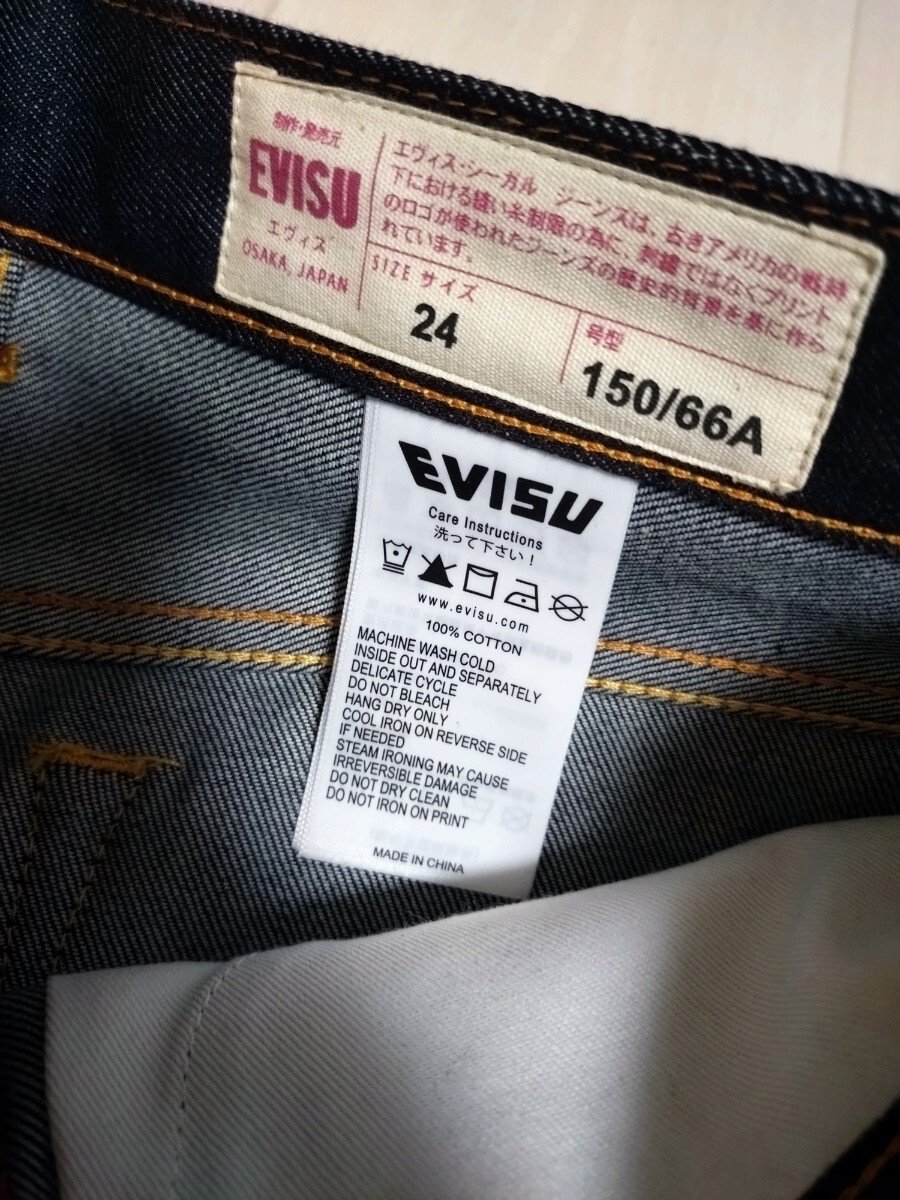 制作・発売元
EVISU
エヴィス
OSAKA, JAPAN
エヴィス・シーガル ジーンズは、古きアメリカの戦時
下における縫い糸制限の為に、刺繍ではなくプリント
のロゴが使われたジーンズの歴史的背景を基に作ら
れています。
SIZE サイズ
24
号型
150/66A
EVISU
Care Instructions
洗って下さい！
www.evisu.com
100% COTTON
MACHINE WASH COLD
INSIDE OUT AND SEPARATELY
DELICATE CYCLE
DO NOT BLEACH
HANG DRY ONLY
COOL IRON ON REVERSE SIDE
IF NEEDED
STEAM IRONING MAY CAUSE
IRREVERSIBLE DAMAGE
DO NOT DRY CLEAN
DO NOT IRON ON PRINT
MADE IN CHINA